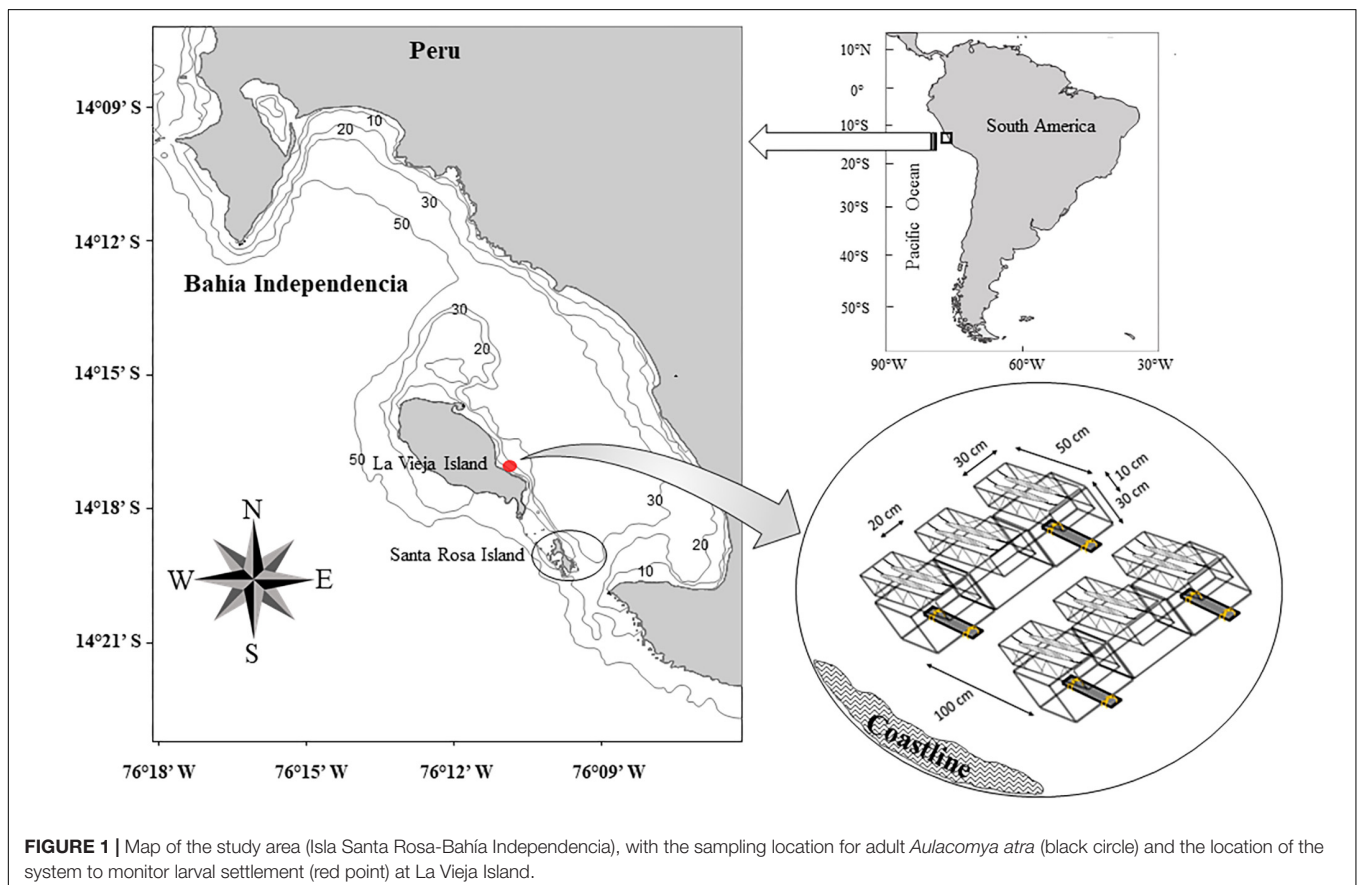 Peru
14°09' S
14°12' S
14°15' S
14°18' S
14°21' S
10
20
30
50
Bahía Independencia
30
20
50
La Vieja Island
30
20
10
Santa Rosa Island
N
W
E
S
76°18' W
76°15' W
76°12' W
76°09' W
10°N
0°
10°S
20°S
30°S
40°S
50°S
South America
Pacific Ocean
90°W
60°W
30°W
30 cm
50 cm
10 cm
30 cm
20 cm
100 cm
Coastline
FIGURE 1 | Map of the study area (Isla Santa Rosa-Bahía Independencia), with the sampling location for adult Aulacomya atra (black circle) and the location of the
system to monitor larval settlement (red point) at La Vieja Island.